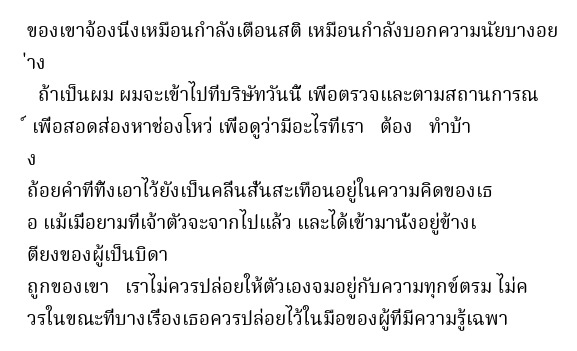 ของเขาจ้องนิ่งเหมือนกำลังเตือนสติ เหมือนกำลังบอกความนัยบางอย
่าง
ถ้าเป็นผม ผมจะเข้าไปที่บริษัทวันนี้ เพื่อตรวจและตามสถานการณ
์ เพื่อสอดส่องหาช่องโหว่ เพื่อดูว่ามีอะไรที่เรา ต้อง ทำบ้า
ง
ถ้อยคำที่ทิ้งเอาไว้ยังเป็นคลื่นสั่นสะเทือนอยู่ในความคิดของเธ
อ แม้เมื่อยามที่เจ้าตัวจะจากไปแล้ว และได้เข้ามานั่งอยู่ข้างเ
ตียงของผู้เป็นบิดา
ถูกของเขา เราไม่ควรปล่อยให้ตัวเองจมอยู่กับความทุกข์ตรม ไม่ค
วรในขณะที่บางเรื่องเธอควรปล่อยไว้ในมือของผู้ที่มีความรู้เฉพา